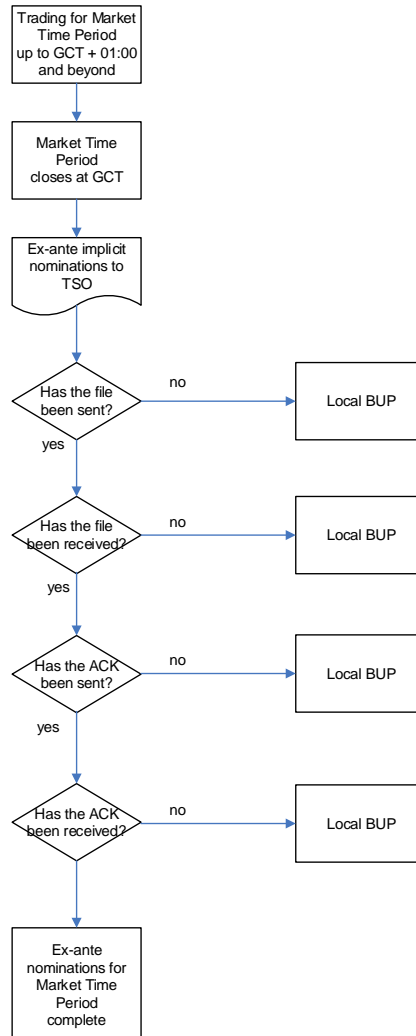 Trading for Market
Time Period
up to GCT + 01:00
and beyond
Market Time
Period
closes at GCT
Ex-ante implicit
nominations to
TSO
Has the file
been sent?
no
Local BUP
yes
Has the file
been received?
no
Local BUP
yes
Has the ACK
been sent?
no
Local BUP
yes
Has the ACK
been received?
no
Local BUP
Ex-ante
nominations for
Market Time
Period
complete